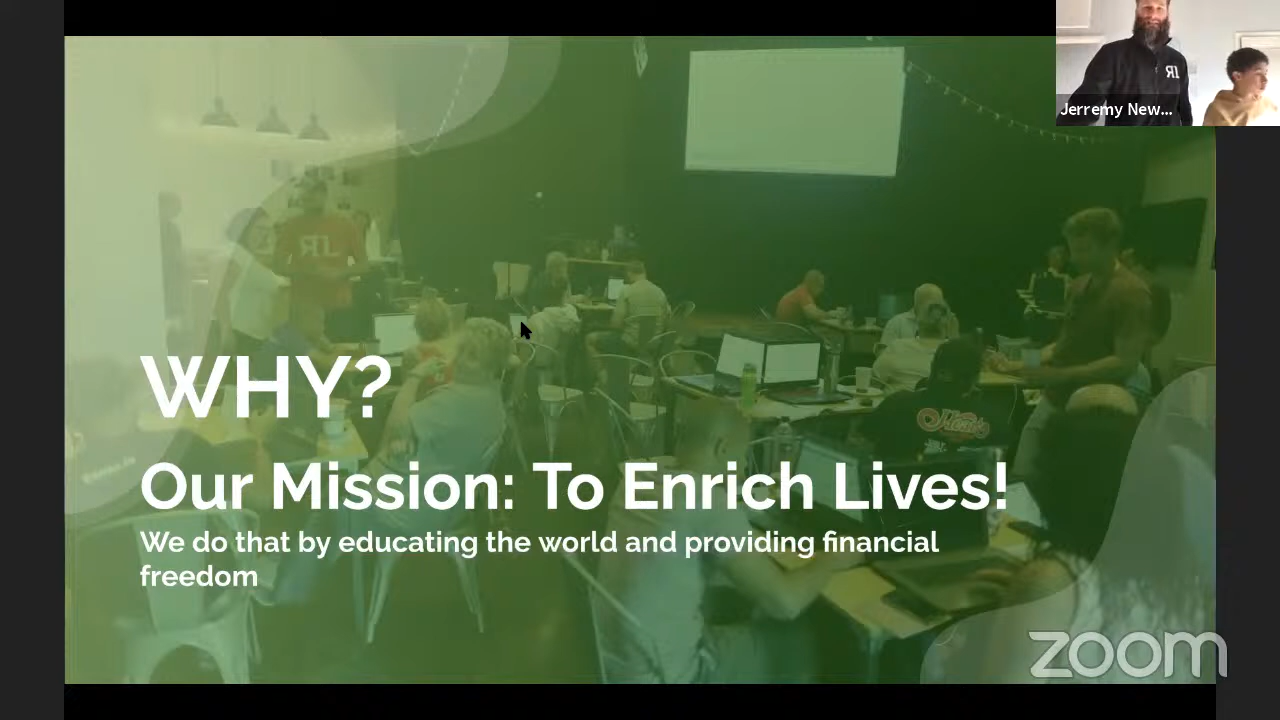 Jerremy New...
WHY?
Our Mission: To Enrich Lives!
We do that by educating the world and providing financial
freedom
zoom